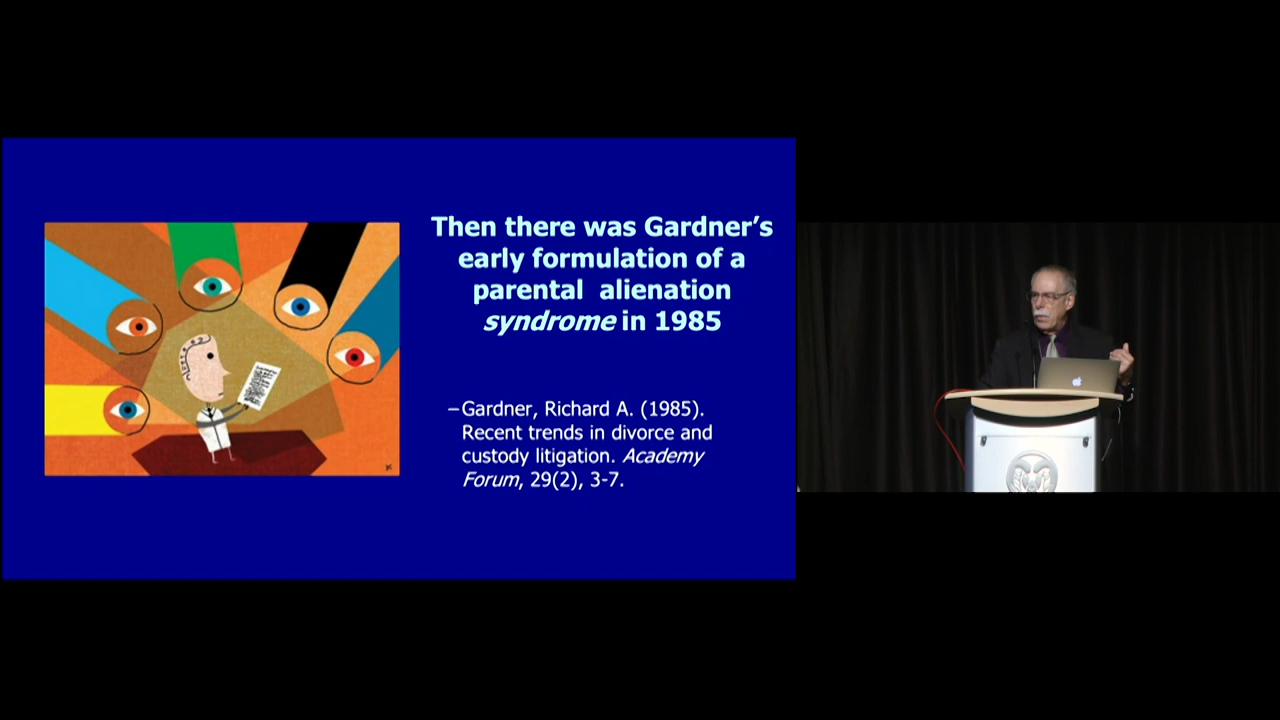 Then there was Gardner’s
early formulation of a
parental  alienation
syndrome in 1985
–Gardner, Richard A. (1985).
Recent trends in divorce and
custody litigation. Academy
Forum, 29(2), 3-7.